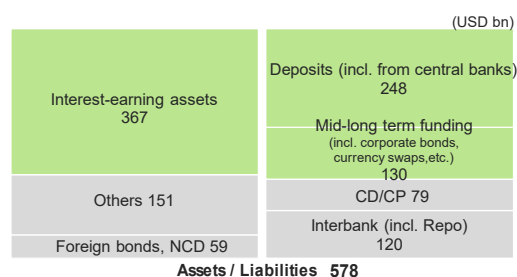 (USD bn)
Interest-earning assets
367
Others 151
Foreign bonds, NCD 59
Deposits (incl. from central banks)
248
Mid-long term funding
(incl. corporate bonds,
currency swaps,etc.)
130
CD/CP 79
Interbank (incl. Repo)
120
Assets / Liabilities 578